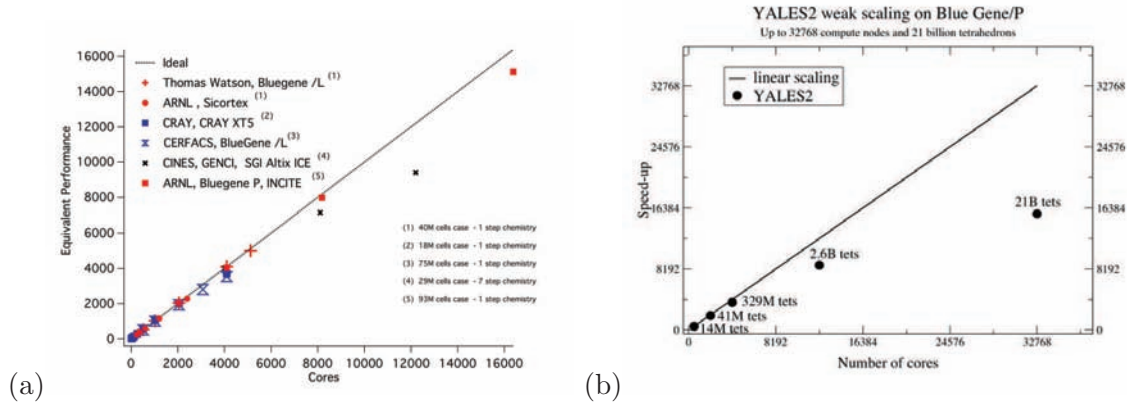 16000
14000
12000
10000
8000
6000
4000
2000
0
Equivalent Performance
Ideal
Thomas Watson, Bluegene /L (1)
ARNL , Sicortex (1)
CRAY, CRAY XT5 (2)
CERFACS, BlueGene /L (3)
CINES, GENCI, SGI Altix ICE (4)
ARNL, Bluegene P, INCITE (5)
(1) 40M cells case - 1 step chemistry
(2) 18M cells case - 1 step chemistry
(3) 75M cells case - 1 step chemistry
(4) 29M cells case - 7 step chemistry
(5) 93M cells case - 1 step chemistry
0 2000 4000 6000 8000 10000 12000 14000 16000
Cores
(a)
YALES2 weak scaling on Blue Gene/P
Up to 32768 compute nodes and 21 billion tetrahedrons
linear scaling
YALES2
32768
24576
16384
8192
0
Speed-up
32768
24576
16384
8192
0
21B tets
2.6B tets
329M tets
41M tets
14M tets
0 8192 16384 24576 32768
Number of cores
(b)